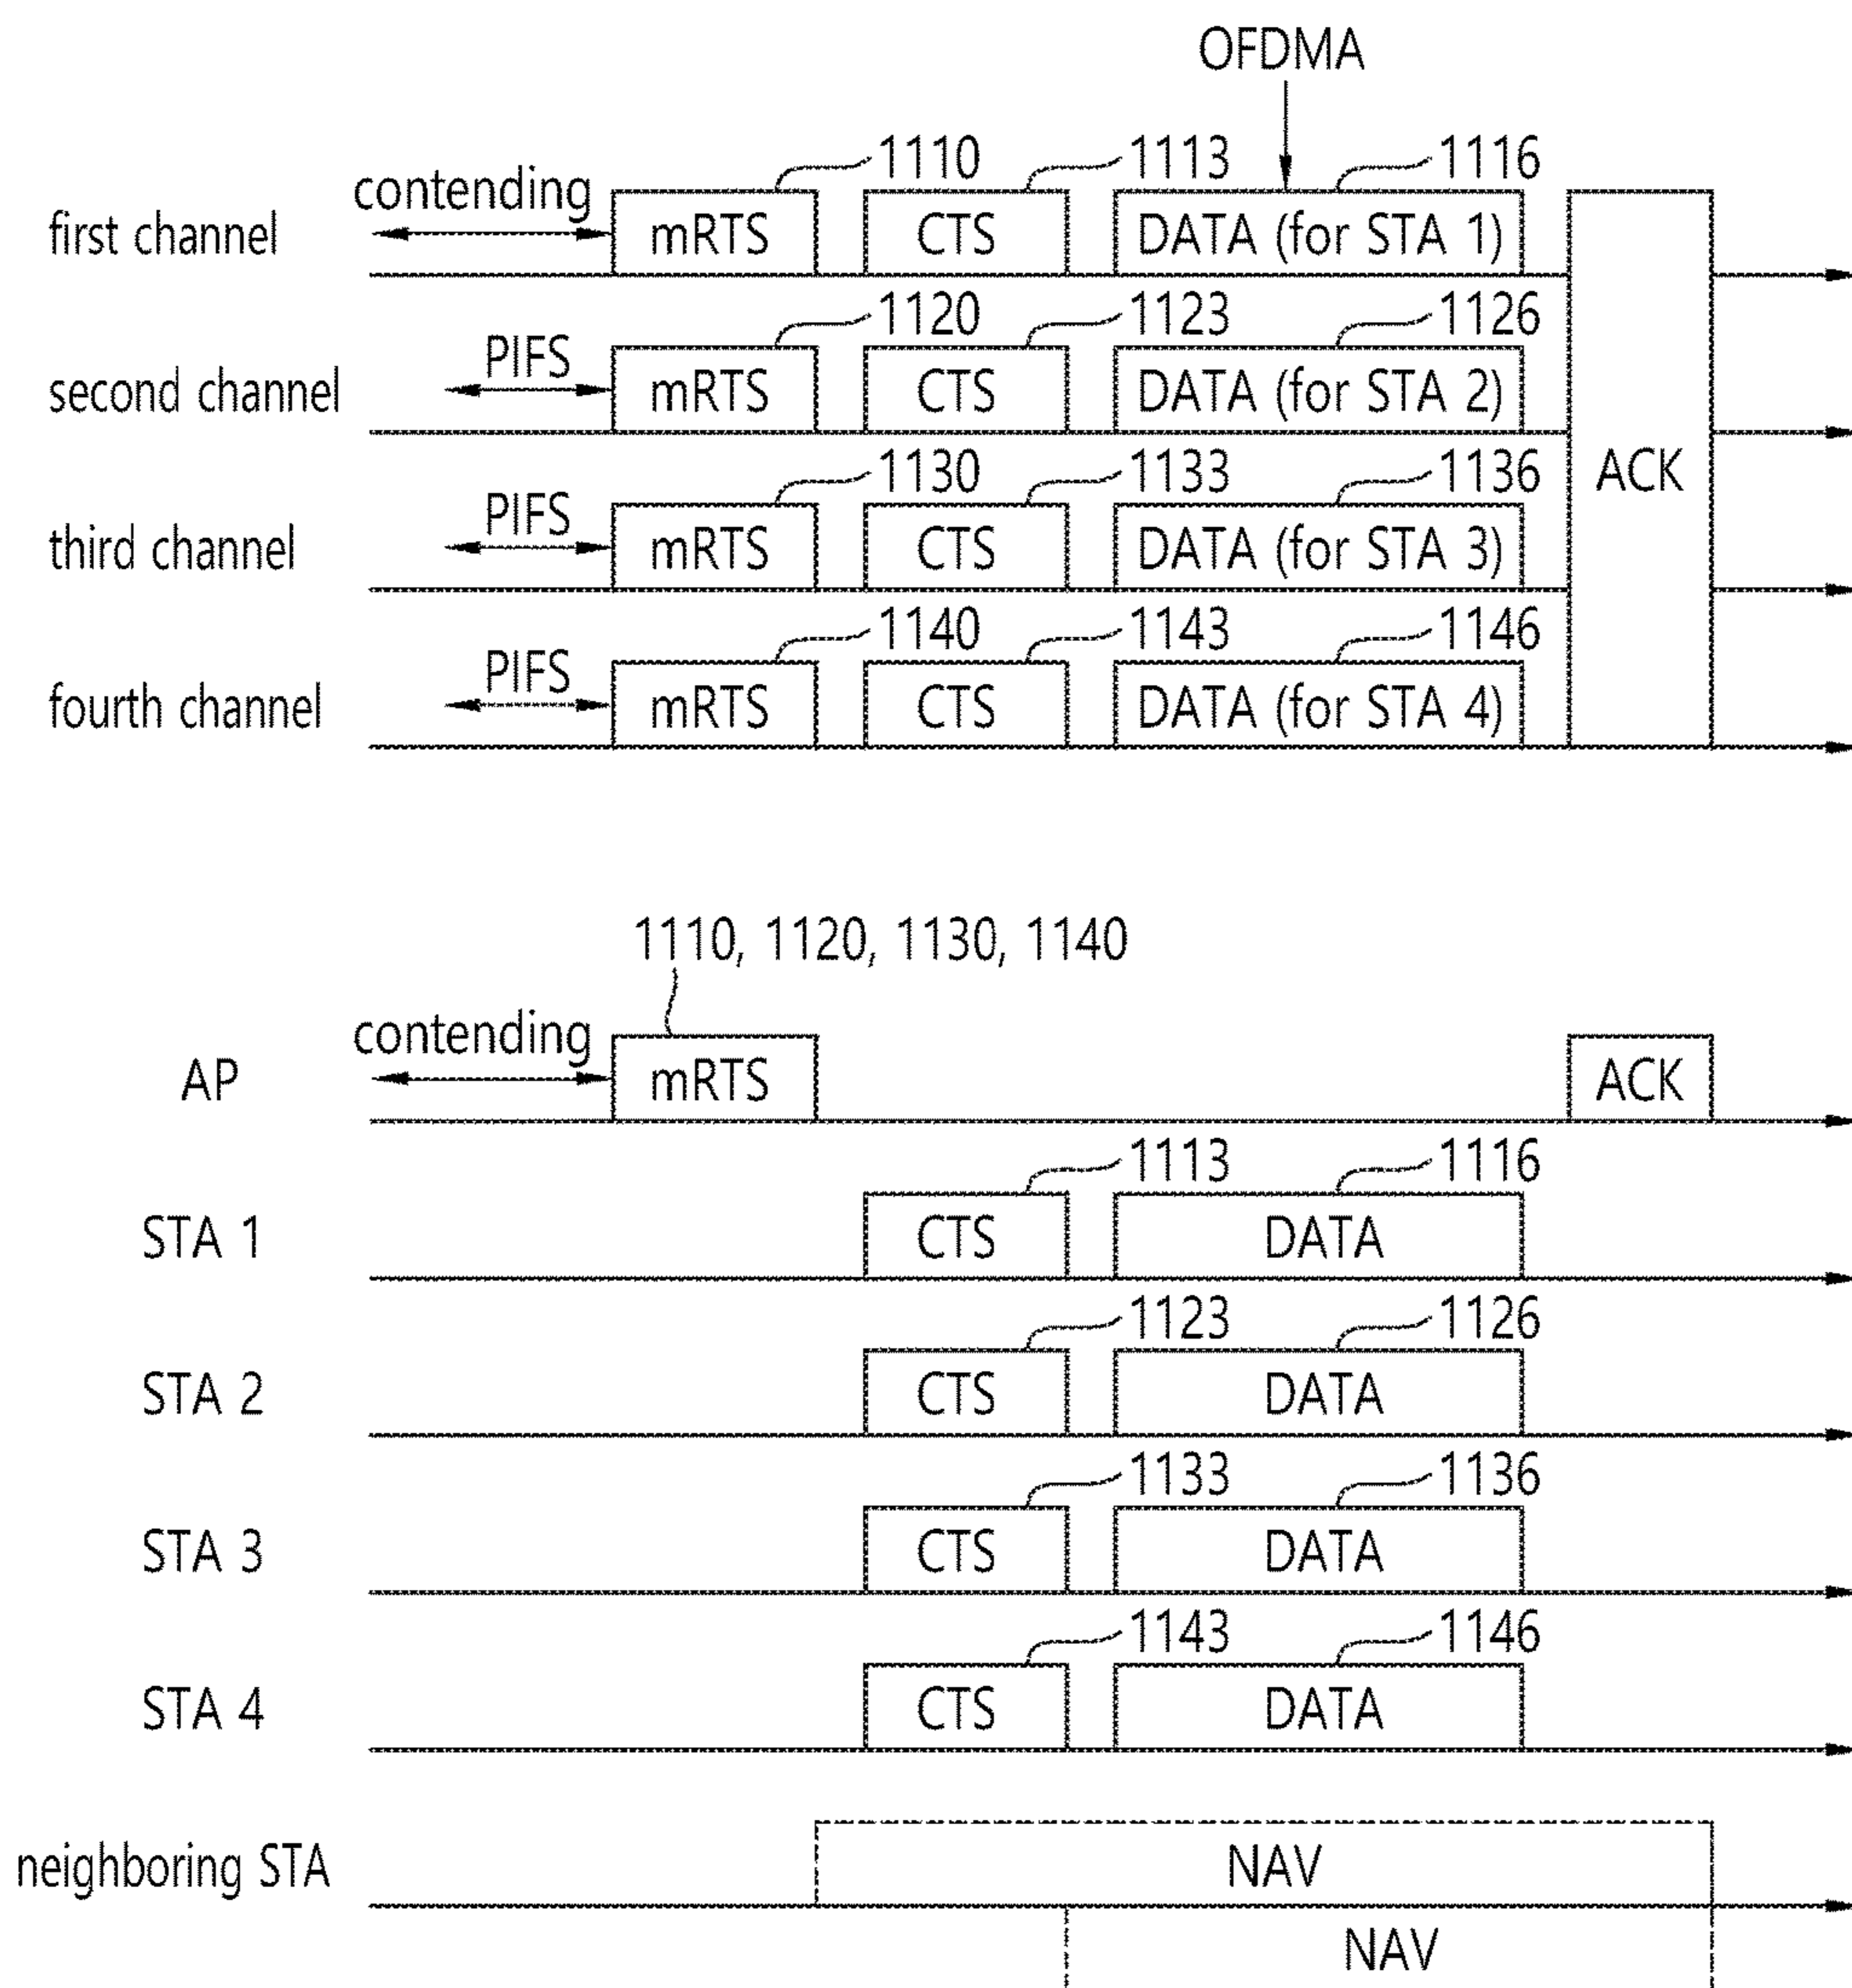 OFDMA
1110 1113 1116
contending
first channel mRTS CTS DATA (for STA 1)
1120 1123 1126
PIFS
second channel mRTS CTS DATA (for STA 2)
1130 1133 1136
ACK
PIFS
third channel mRTS CTS DATA (for STA 3)
1140 1143 1146
PIFS
fourth channel mRTS CTS DATA (for STA 4)
1110, 1120, 1130, 1140
contending
AP mRTS ACK
1113 1116
STA 1 CTS DATA
1123 1126
STA 2 CTS DATA
1133 1136
STA 3 CTS DATA
1143 1146
STA 4 CTS DATA
neighboring STA NAV
NAV